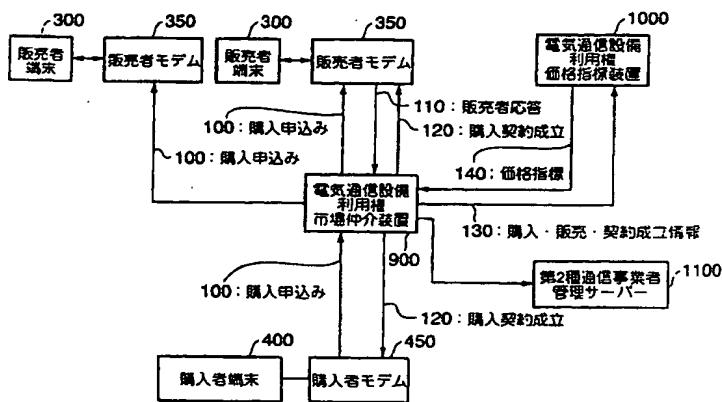 300
350
300
350
1000
販売者
端末
販売者モデム
販売者
端末
販売者モデム
電気通信設備
利用権
価格指標装置
110：販売者応答
100：購入申込み
120：購入契約成立
100：購入申込み
140：価格指標
電気通信設備
利用権
市場仲介装置
130：購入・販売・契約成立情報
900
100：購入申込み
1100
第2種通信事業者
管理サーバー
120：購入契約成立
400
450
購入者端末
購入者モデム